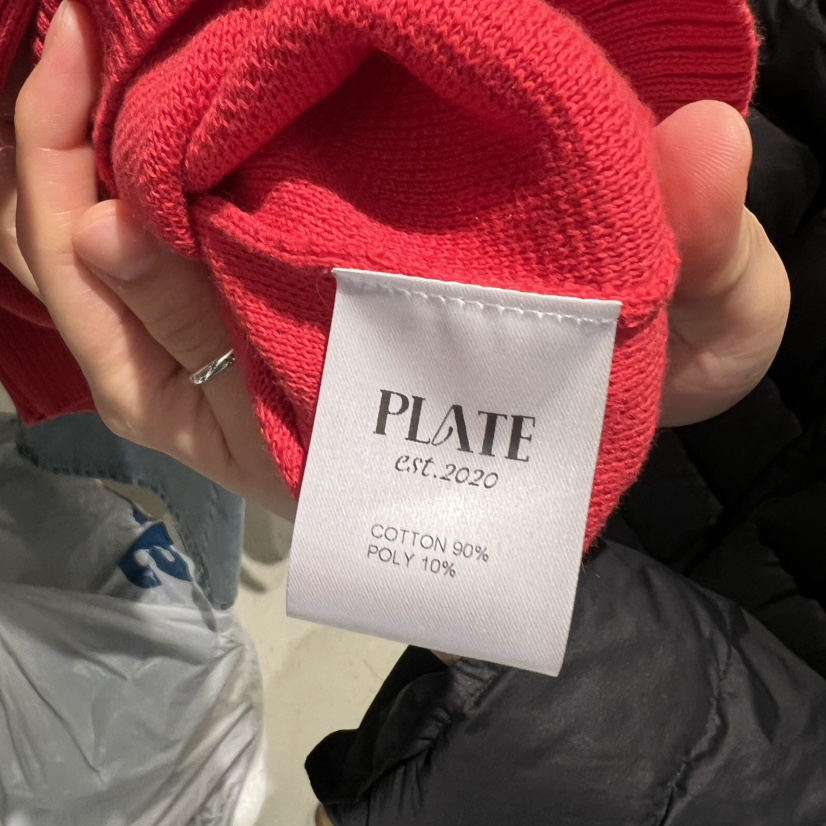 PLATE
est.2020
COTTON 90%
POLY 10%